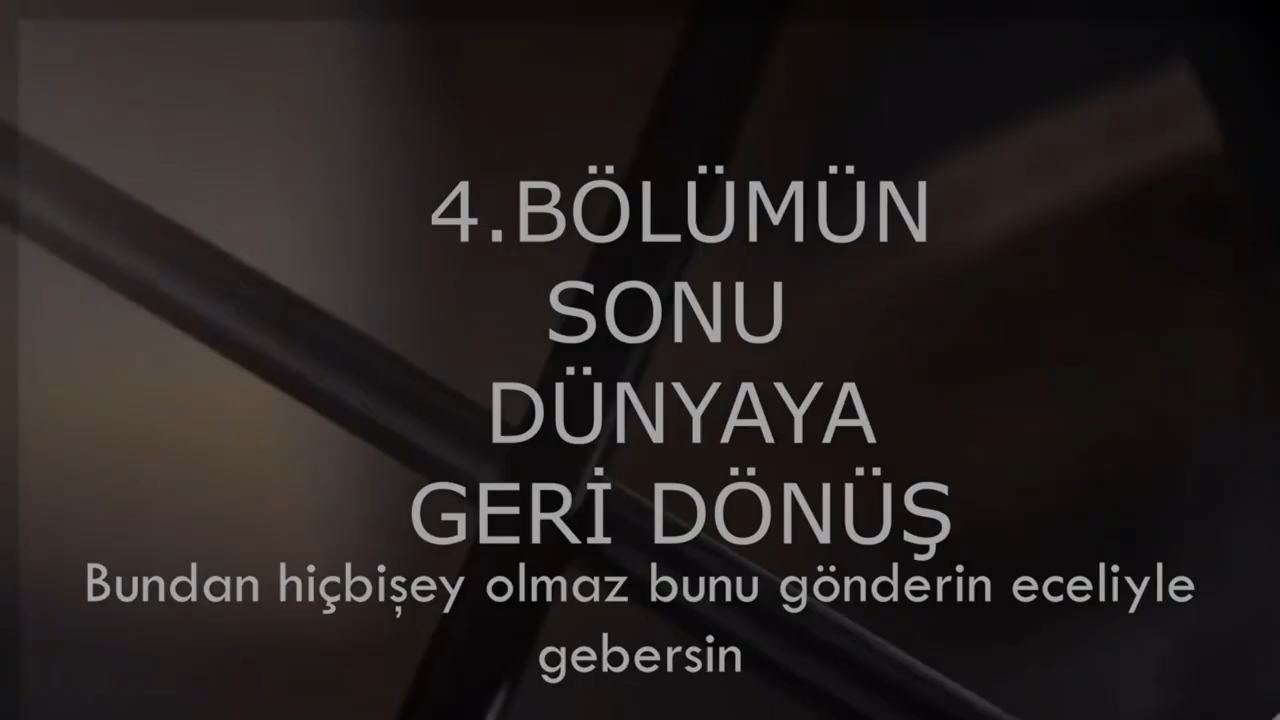 4.BÖLÜMÜN
SONU
DÜNYAYA
GERİ DÖNÜŞ
Bundan hiçbişey olmaz bunu gönderin eceliyle
gebersin